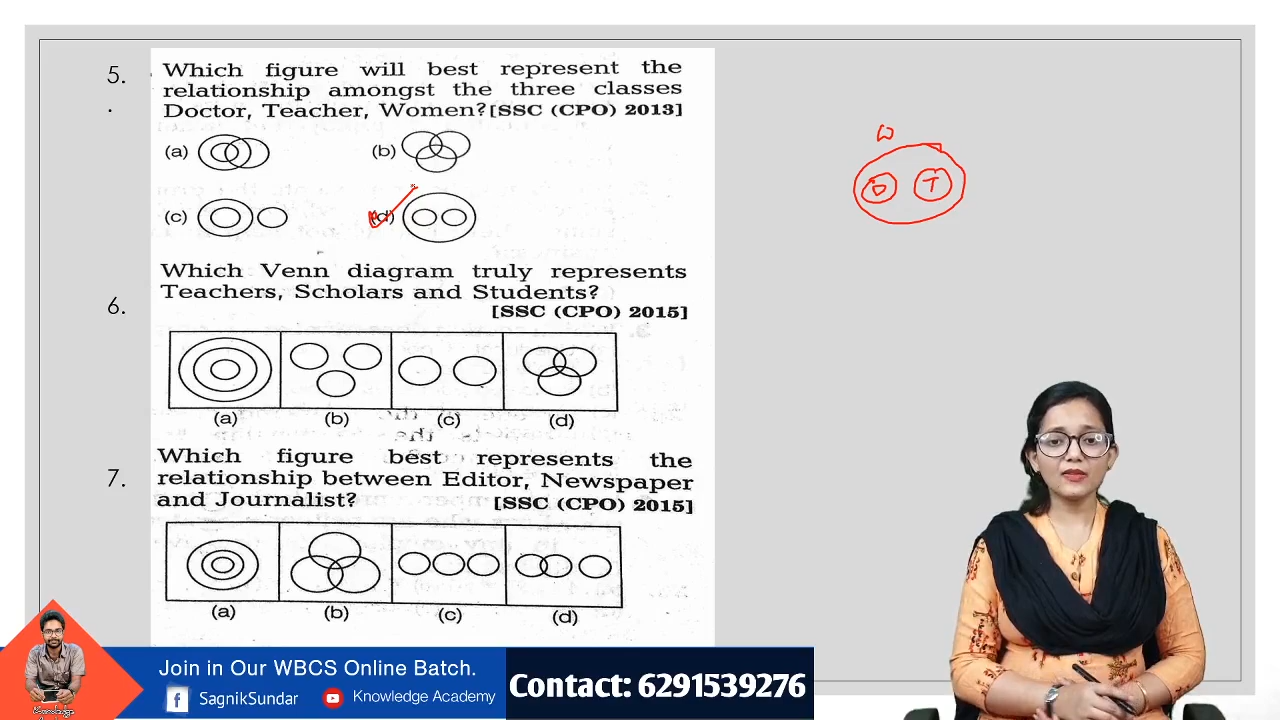 5.
Which figure will best represent the
relationship amongst the three classes
Doctor, Teacher, Women? [SSC (CPO) 2013]
(a)
(b)
(c)
(d)
W
D
T
6.
Which Venn diagram truly represents
Teachers, Scholars and Students?
[SSC (CPO) 2015]
(a)
(b)
(c)
(d)
7.
Which figure best represents the
relationship between Editor, Newspaper
and Journalist?
[SSC (CPO) 2015]
(a)
(b)
(c)
(d)
Join in Our WBCS Online Batch.
SagnikSundar
Knowledge Academy
Contact: 6291539276